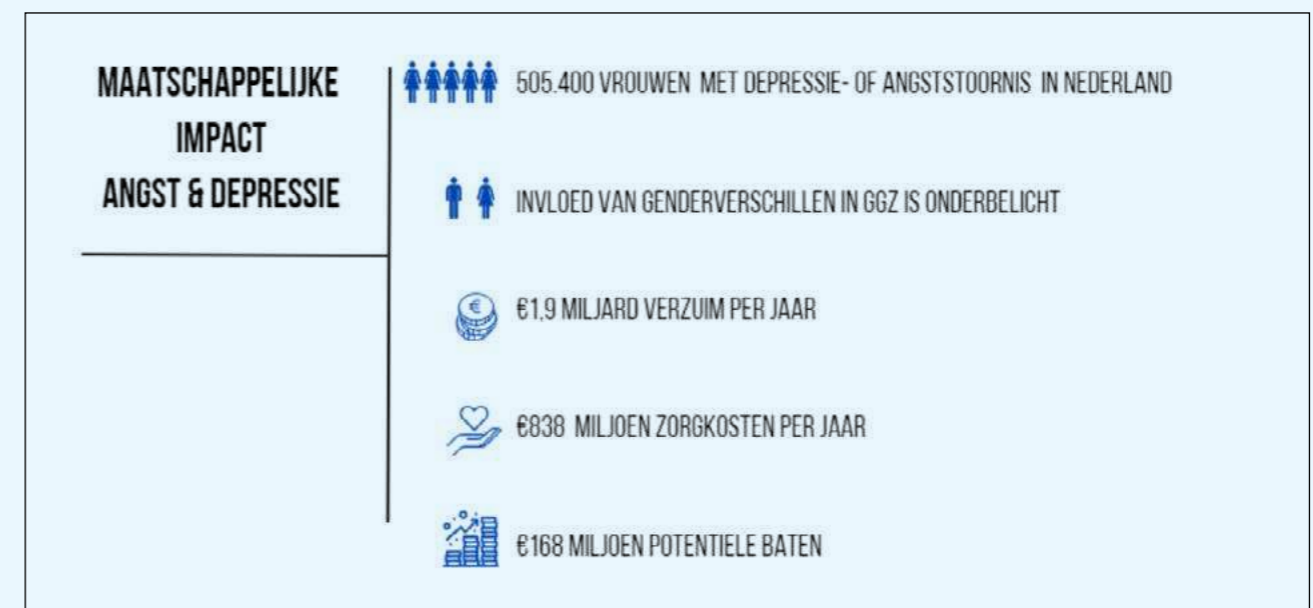 MAATSCHAPPELIJKE
IMPACT
ANGST & DEPRESSIE
505.400 VROUWEN MET DEPRESSIE- OF ANGSTSTOORNIS IN NEDERLAND
INVLOED VAN GENDERVERSCHILLEN IN GGZ IS ONDERBELICHT
€1,9 MILJARD VERZUIM PER JAAR
€838 MILJOEN ZORGKOSTEN PER JAAR
€168 MILJOEN POTENTIELE BATEN